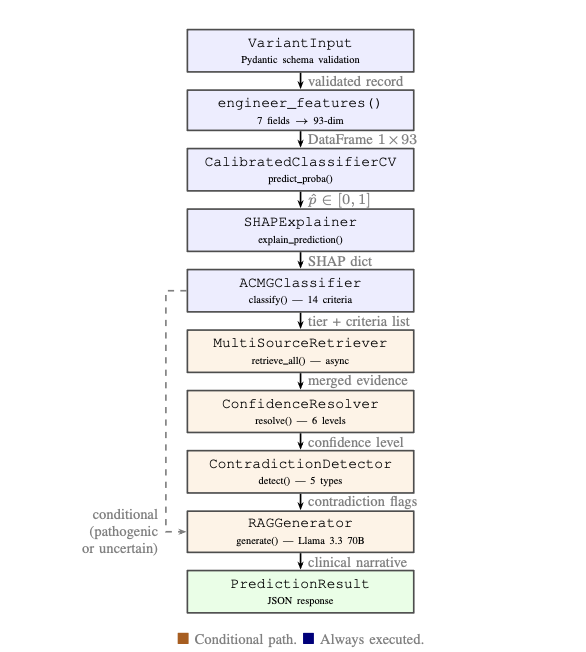 VariantInput
Pydantic schema validation
validated record
engineer_features()
7 fields → 93-dim
DataFrame 1 × 93
CalibratedClassifierCV
predict_proba()
p̂ ∈ [0, 1]
SHAPExplainer
explain_prediction()
SHAP dict
ACMGClassifier
classify() — 14 criteria
tier + criteria list
MultiSourceRetriever
retrieve_all() — async
merged evidence
ConfidenceResolver
resolve() — 6 levels
confidence level
ContradictionDetector
detect() — 5 types
contradiction flags
conditional
(pathogenic
or uncertain)
RAGGenerator
generate() — Llama 3.3 70B
clinical narrative
PredictionResult
JSON response
Conditional path. Always executed.